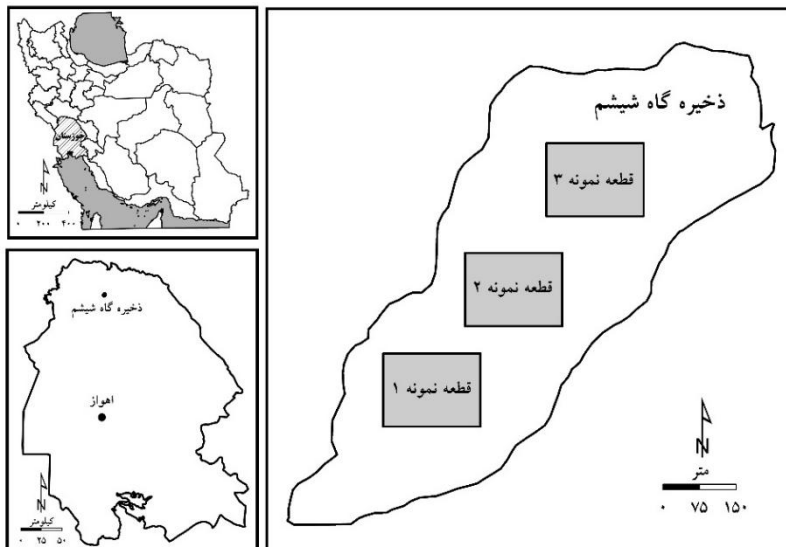 خوزستان
N
کیلومتر
۰ ۲۰۰ ۴۰۰
ذخیره گاه شیشم
اهواز
N
کیلومتر
۰ ۲۵ ۵۰
ذخیره گاه شیشم
قطعه نمونه ۳
قطعه نمونه ۲
قطعه نمونه ۱
N
متر
۰ ۷۵ ۱۵۰